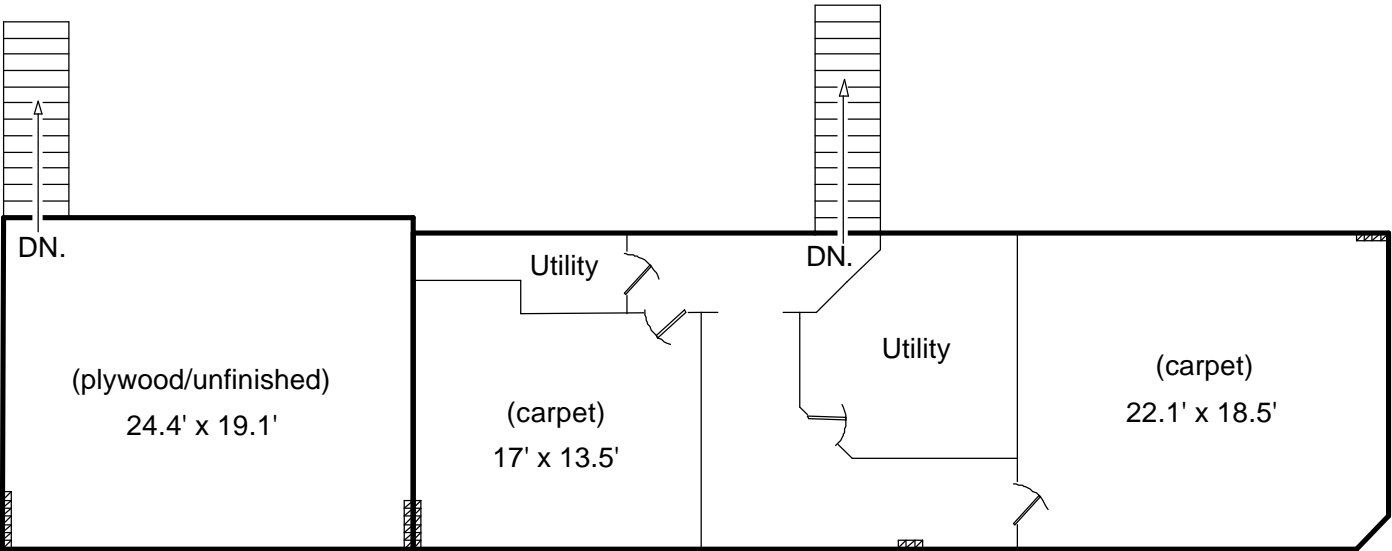 DN.
DN.
Utility
Utility
(plywood/unfinished)
24.4' x 19.1'
(carpet)
17' x 13.5'
(carpet)
22.1' x 18.5'